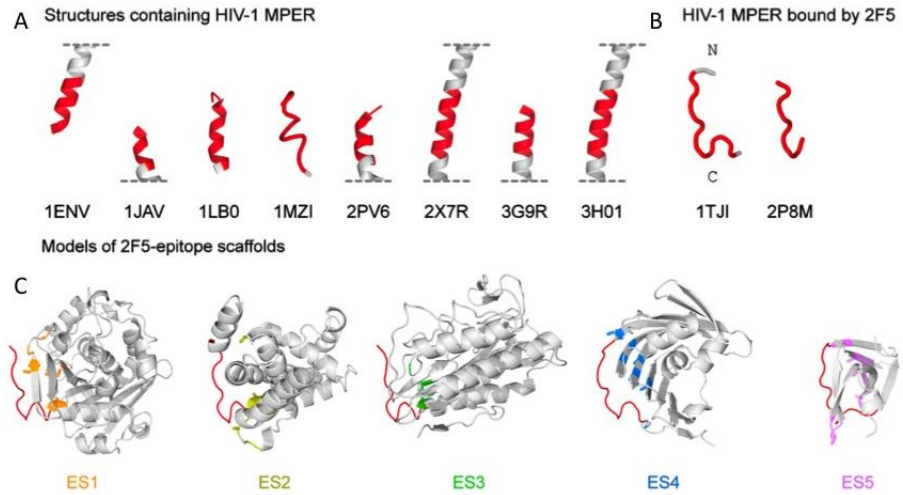 A Structures containing HIV-1 MPER
B HIV-1 MPER bound by 2F5
N
C
1ENV 1JAV 1LB0 1MZI 2PV6 2X7R 3G9R 3H01 1TJI 2P8M
Models of 2F5-epitope scaffolds
C
ES1 ES2 ES3 ES4 ES5